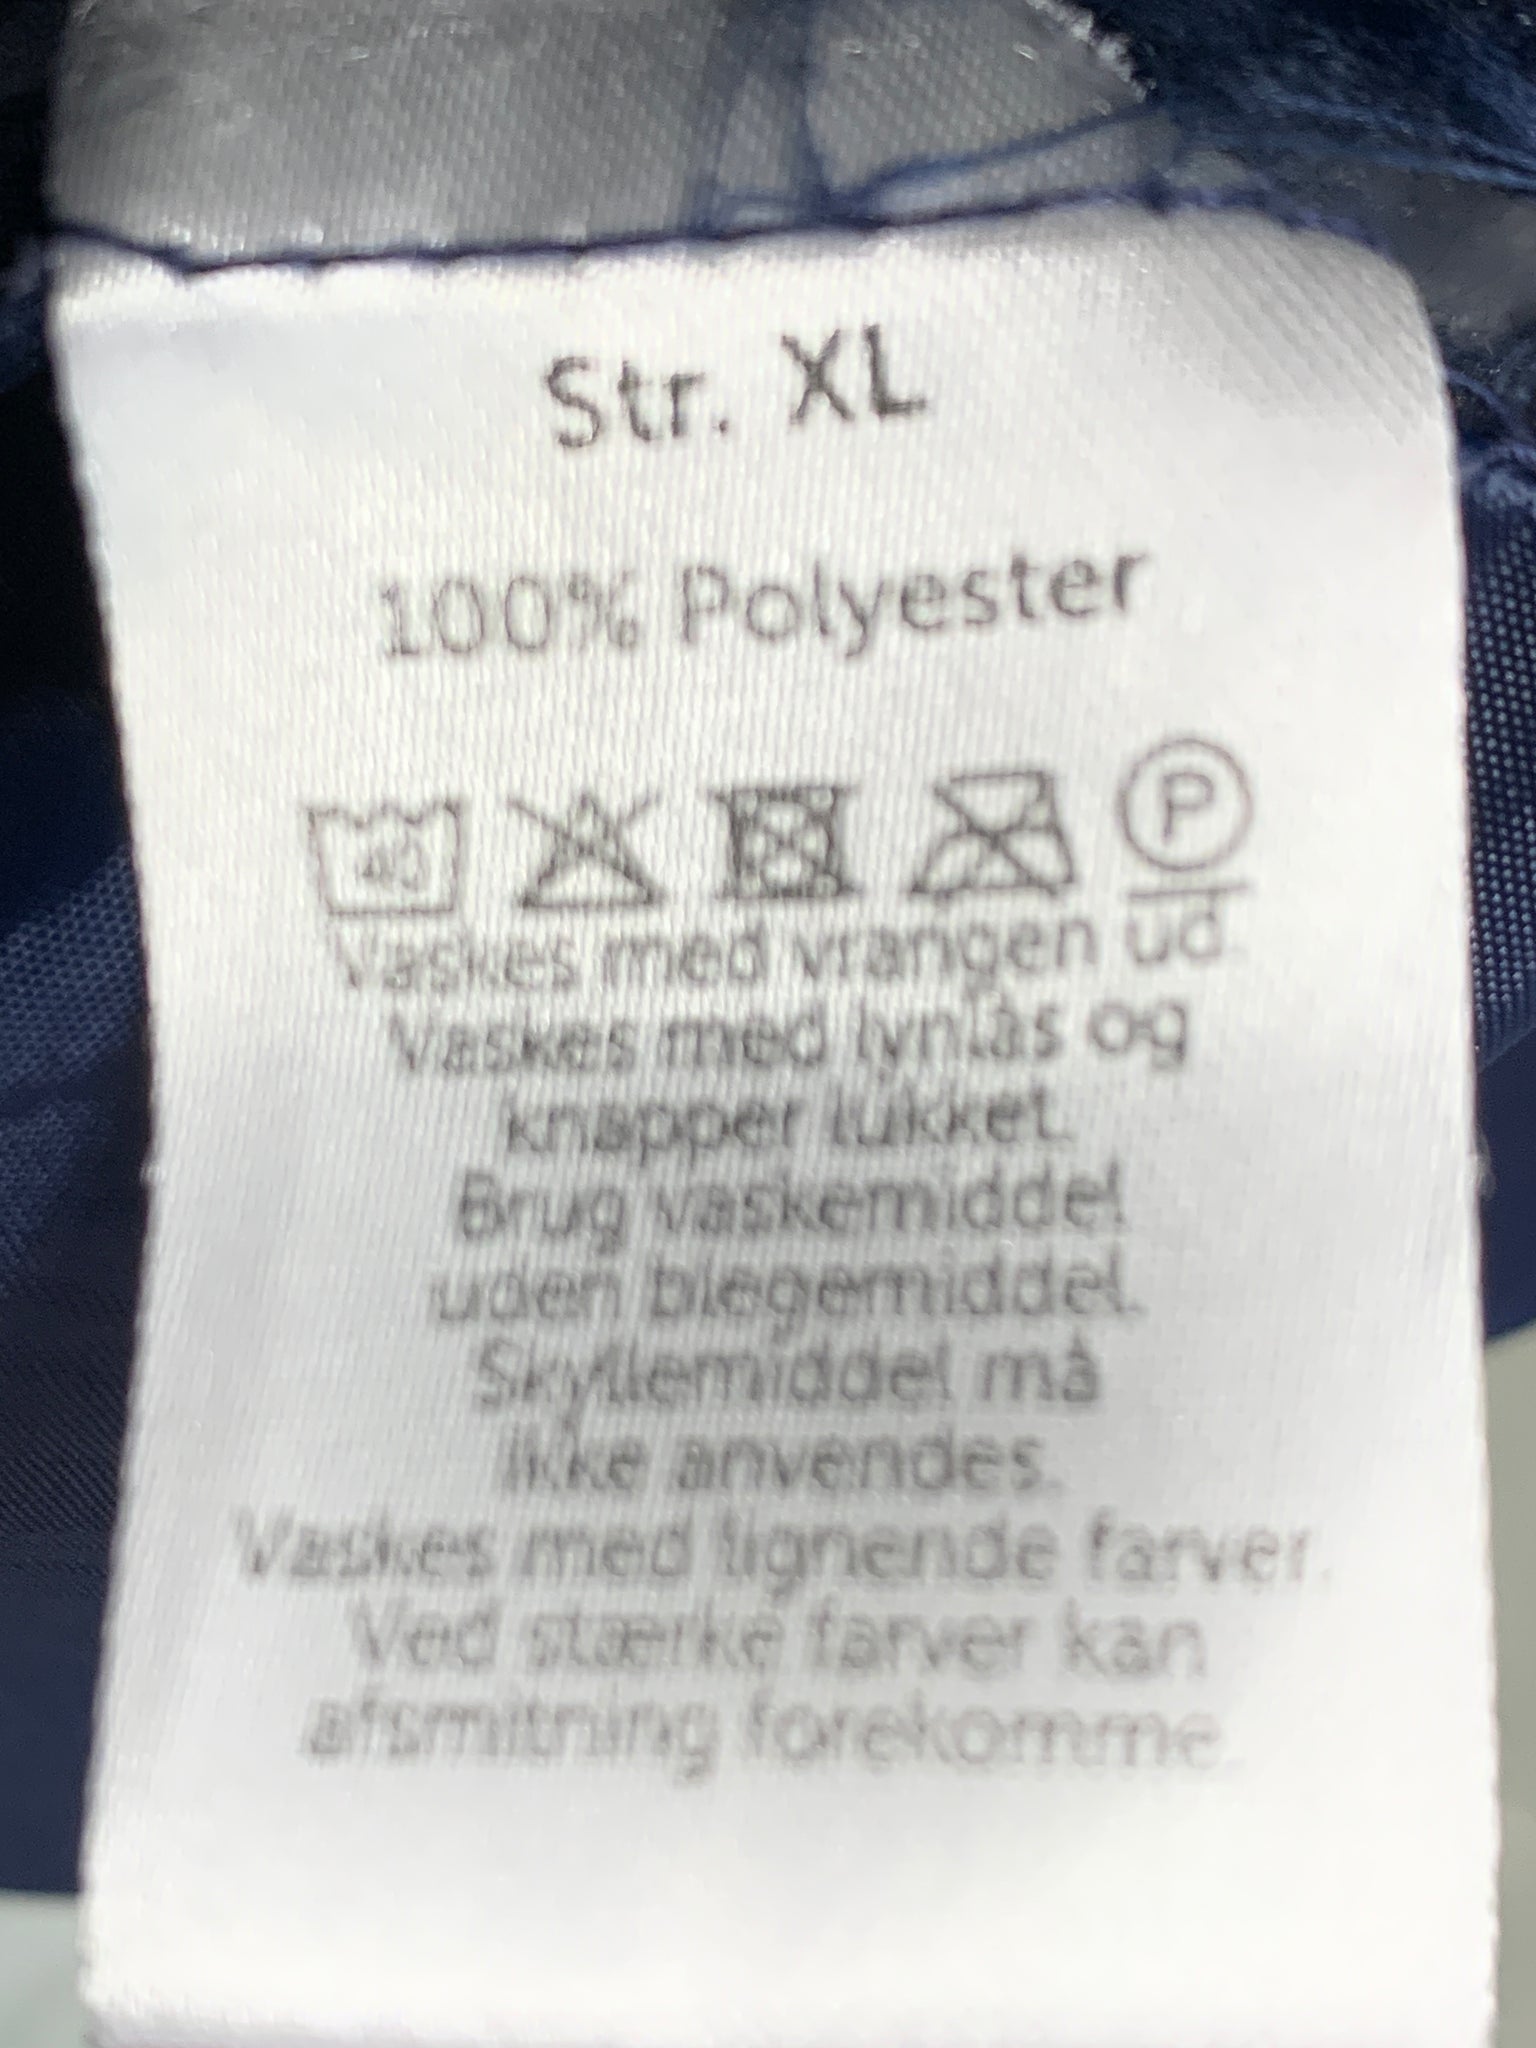 Str. XL
100% Polyester
40 P
Vaskes med vrangen ud
Vaskes med lynlås og
knapper lukket.
Brug vaskemiddel
uden blegemiddel.
Skyllemiddel må
ikke anvendes.
Vaskes med lignende farver.
Ved stærke farver kan
afsmitning forekomme.